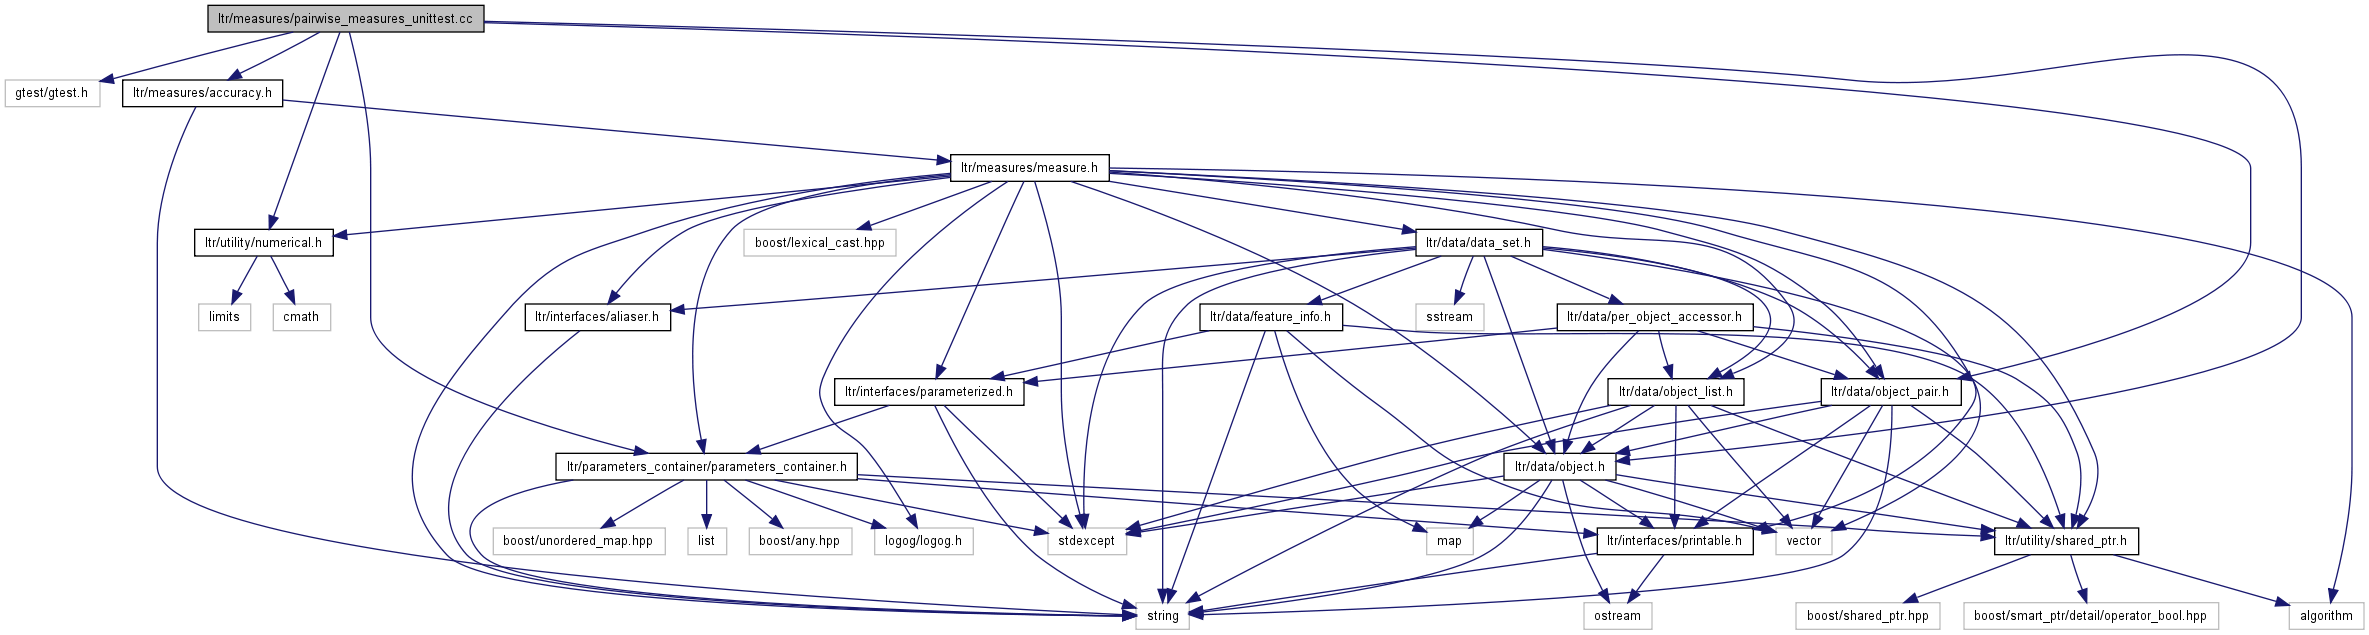 ltr/measures/pairwise_measures_unittest.cc
gtest/gtest.h
ltr/measures/accuracy.h
ltr/measures/measure.h
ltr/utility/numerical.h
boost/lexical_cast.hpp
ltr/data/data_set.h
limits
cmath
ltr/interfaces/aliaser.h
ltr/data/feature_info.h
sstream
ltr/data/per_object_accessor.h
ltr/interfaces/parameterized.h
ltr/data/object_list.h
ltr/data/object_pair.h
ltr/parameters_container/parameters_container.h
ltr/data/object.h
boost/unordered_map.hpp
list
boost/any.hpp
logog/logog.h
stdexcept
map
ltr/interfaces/printable.h
vector
ltr/utility/shared_ptr.h
string
ostream
boost/shared_ptr.hpp
boost/smart_ptr/detail/operator_bool.hpp
algorithm